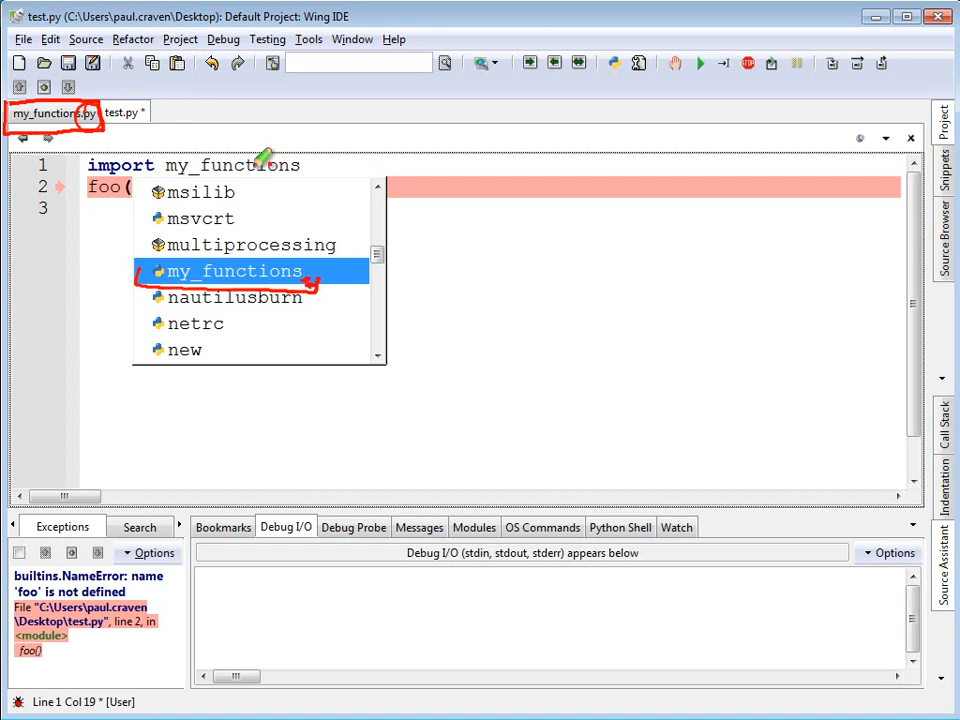 test.py (C:\Users\paul.craven\Desktop): Default Project: Wing IDE
File Edit Source Refactor Project Debug Testing Tools Window Help
my_functions.py test.py *
1 import my_functions
2 foo(
3
msilib
msvcrt
multiprocessing
my_functions
nautilusburn
netrc
new
Project
Snippets
Source Browser
Call Stack
Indentation
Source Assistant
Exceptions Search
Options
builtins.NameError: name
'foo' is not defined
File "C:\Users\paul.craven
\Desktop\test.py", line 2, in
<module>
foo()
Bookmarks Debug I/O Debug Probe Messages Modules OS Commands Python Shell Watch
Debug I/O (stdin, stdout, stderr) appears below
Options
Line 1 Col 19 * [User]